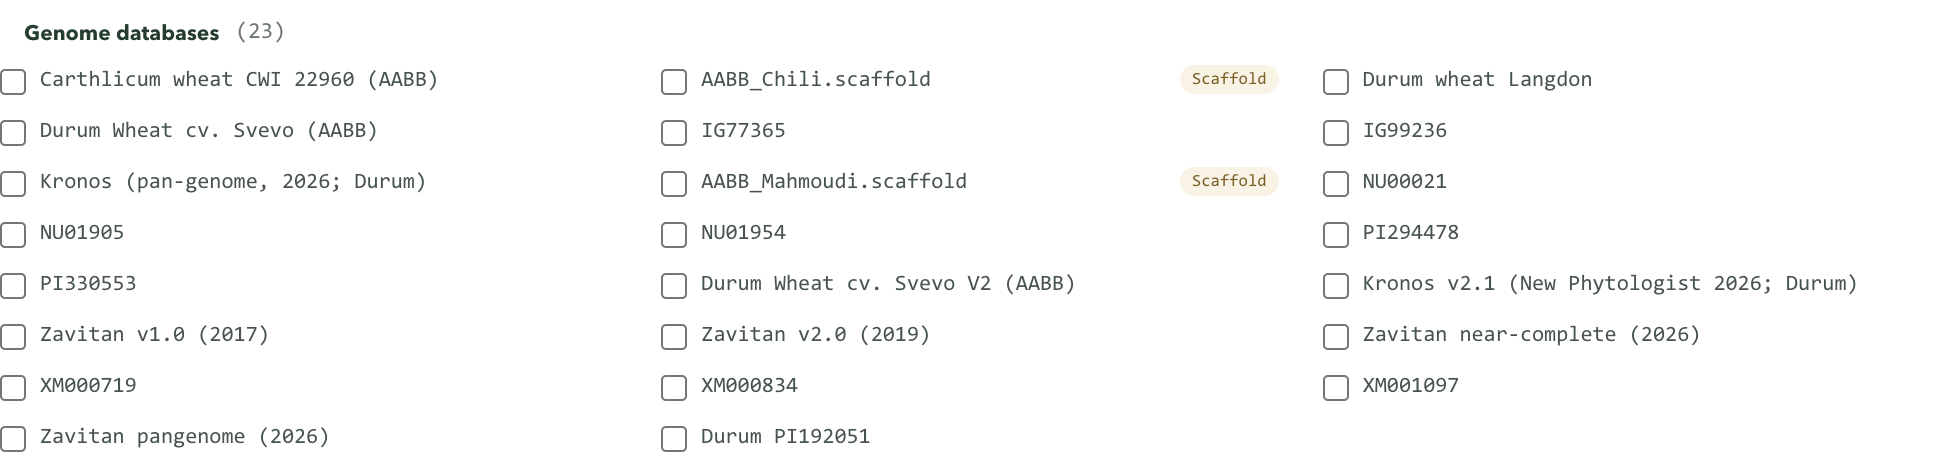 Genome databases (23)
Carthlicum wheat CWI 22960 (AABB)
AABB_Chili.scaffold Scaffold
Durum wheat Langdon
Durum Wheat cv. Svevo (AABB)
IG77365
IG99236
Kronos (pan-genome, 2026; Durum)
AABB_Mahmoudi.scaffold Scaffold
NU00021
NU01905
NU01954
PI294478
PI330553
Durum Wheat cv. Svevo V2 (AABB)
Kronos v2.1 (New Phytologist 2026; Durum)
Zavitan v1.0 (2017)
Zavitan v2.0 (2019)
Zavitan near-complete (2026)
XM000719
XM000834
XM001097
Zavitan pangenome (2026)
Durum PI192051